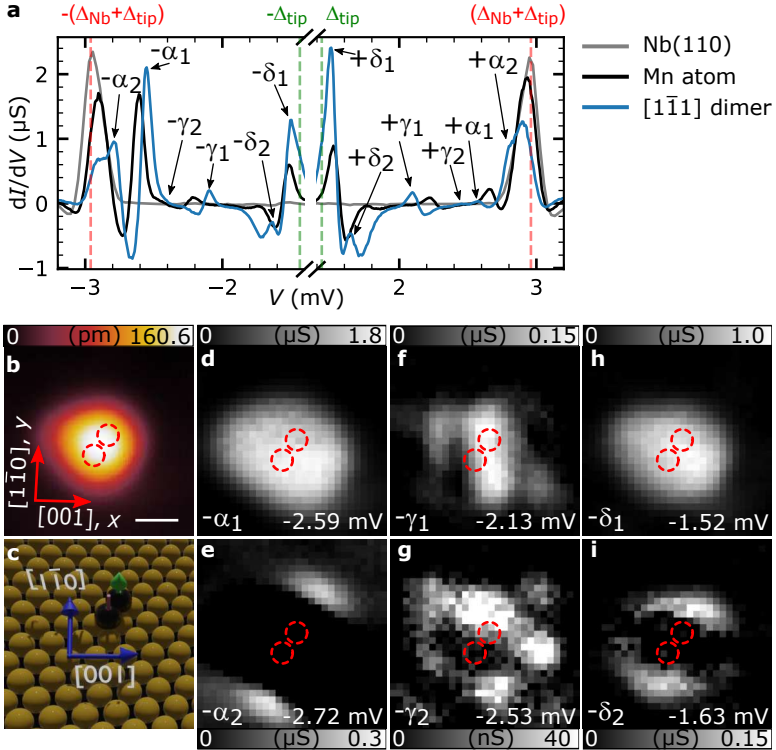 -(ΔNb+Δtip) -Δtip Δtip (ΔNb+Δtip)
a
dI/dV (μS)
2
1
0
−1
-α2 -α1 -γ2 -γ1 -δ2 -δ1 +δ1 +δ2 +γ1 +γ2 +α1 +α2
Nb(110)
Mn atom
[11̅1] dimer
−3 −2 2 3
V (mV)
0 (pm) 160.6
b
[11̅0], y
[001], x
0 (μS) 1.8
d
-α1 -2.59 mV
0 (μS) 0.15
f
-γ1 -2.13 mV
0 (μS) 1.0
h
-δ1 -1.52 mV
c
[11̅0]
[001]
e
-α2 -2.72 mV
0 (μS) 0.3
g
-γ2 -2.53 mV
0 (nS) 40
i
-δ2 -1.63 mV
0 (μS) 0.15